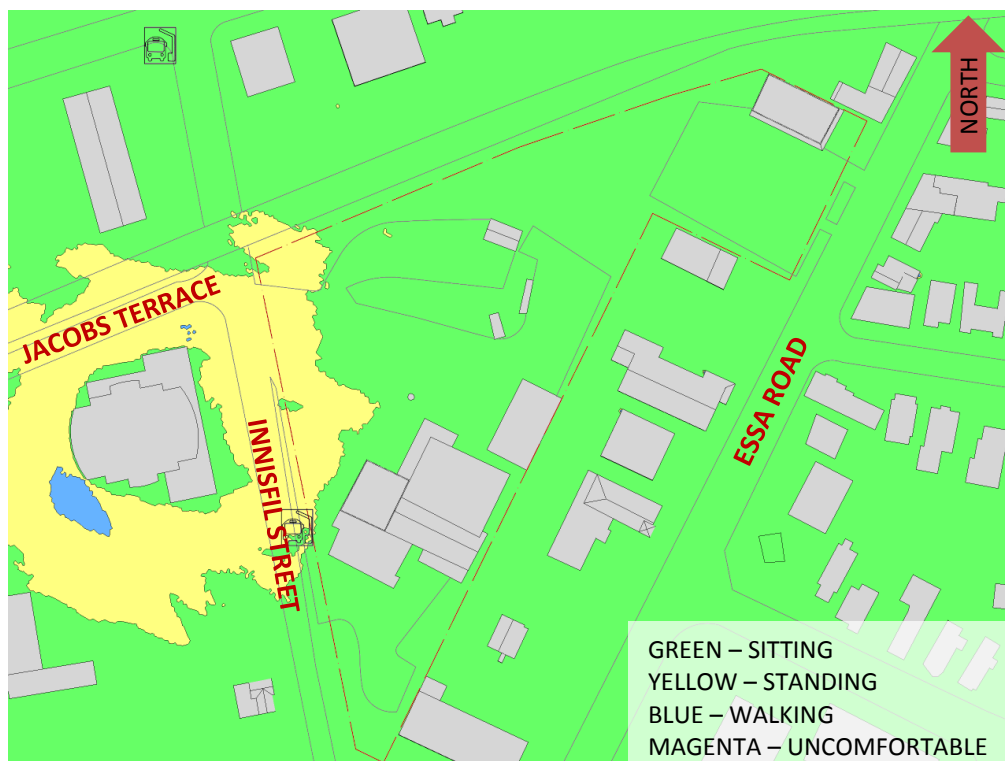 NORTH
JACOBS TERRACE
INNISFIL STREET
ESSA ROAD
GREEN – SITTING
YELLOW – STANDING
BLUE – WALKING
MAGENTA – UNCOMFORTABLE